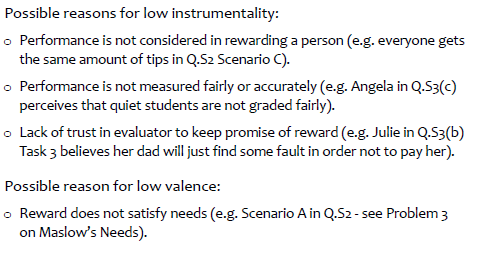 Possible reasons for low instrumentality:
o Performance is not considered in rewarding a person (e.g. everyone gets
the same amount of tips in Q.S2 Scenario C).
o Performance is not measured fairly or accurately (e.g. Angela in Q.S3(c)
perceives that quiet students are not graded fairly).
o Lack of trust in evaluator to keep promise of reward (e.g. Julie in Q.S3(b)
Task 3 believes her dad will just find some fault in order not to pay her).
Possible reason for low valence:
o Reward does not satisfy needs (e.g. Scenario A in Q.S2 - see Problem 3
on Maslow's Needs).